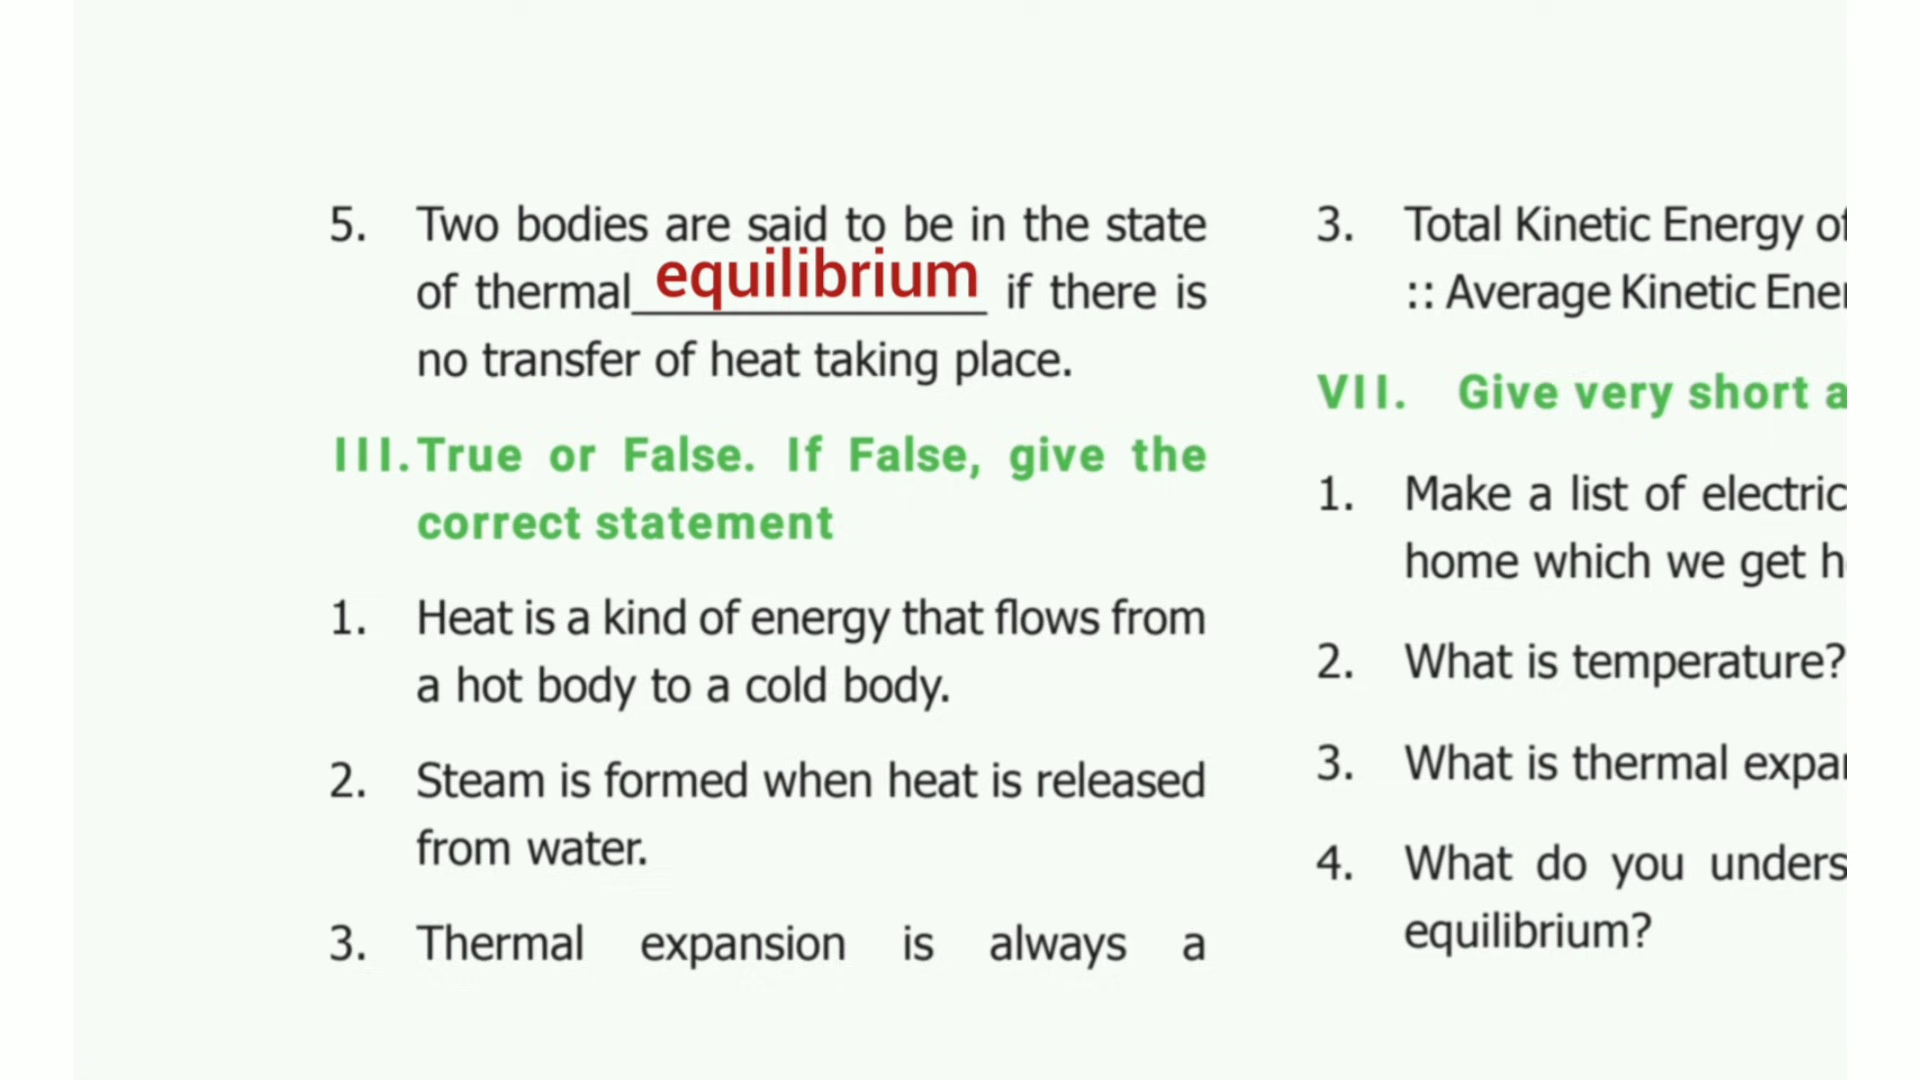 5. Two bodies are said to be in the state
of thermal equilibrium if there is
no transfer of heat taking place.
III. True or False. If False, give the
correct statement
1. Heat is a kind of energy that flows from
a hot body to a cold body.
2. Steam is formed when heat is released
from water.
3. Thermal expansion is always a
3. Total Kinetic Energy of
:: Average Kinetic Ener
VII. Give very short a
1. Make a list of electric
home which we get h
2. What is temperature?
3. What is thermal expan
4. What do you unders
equilibrium?